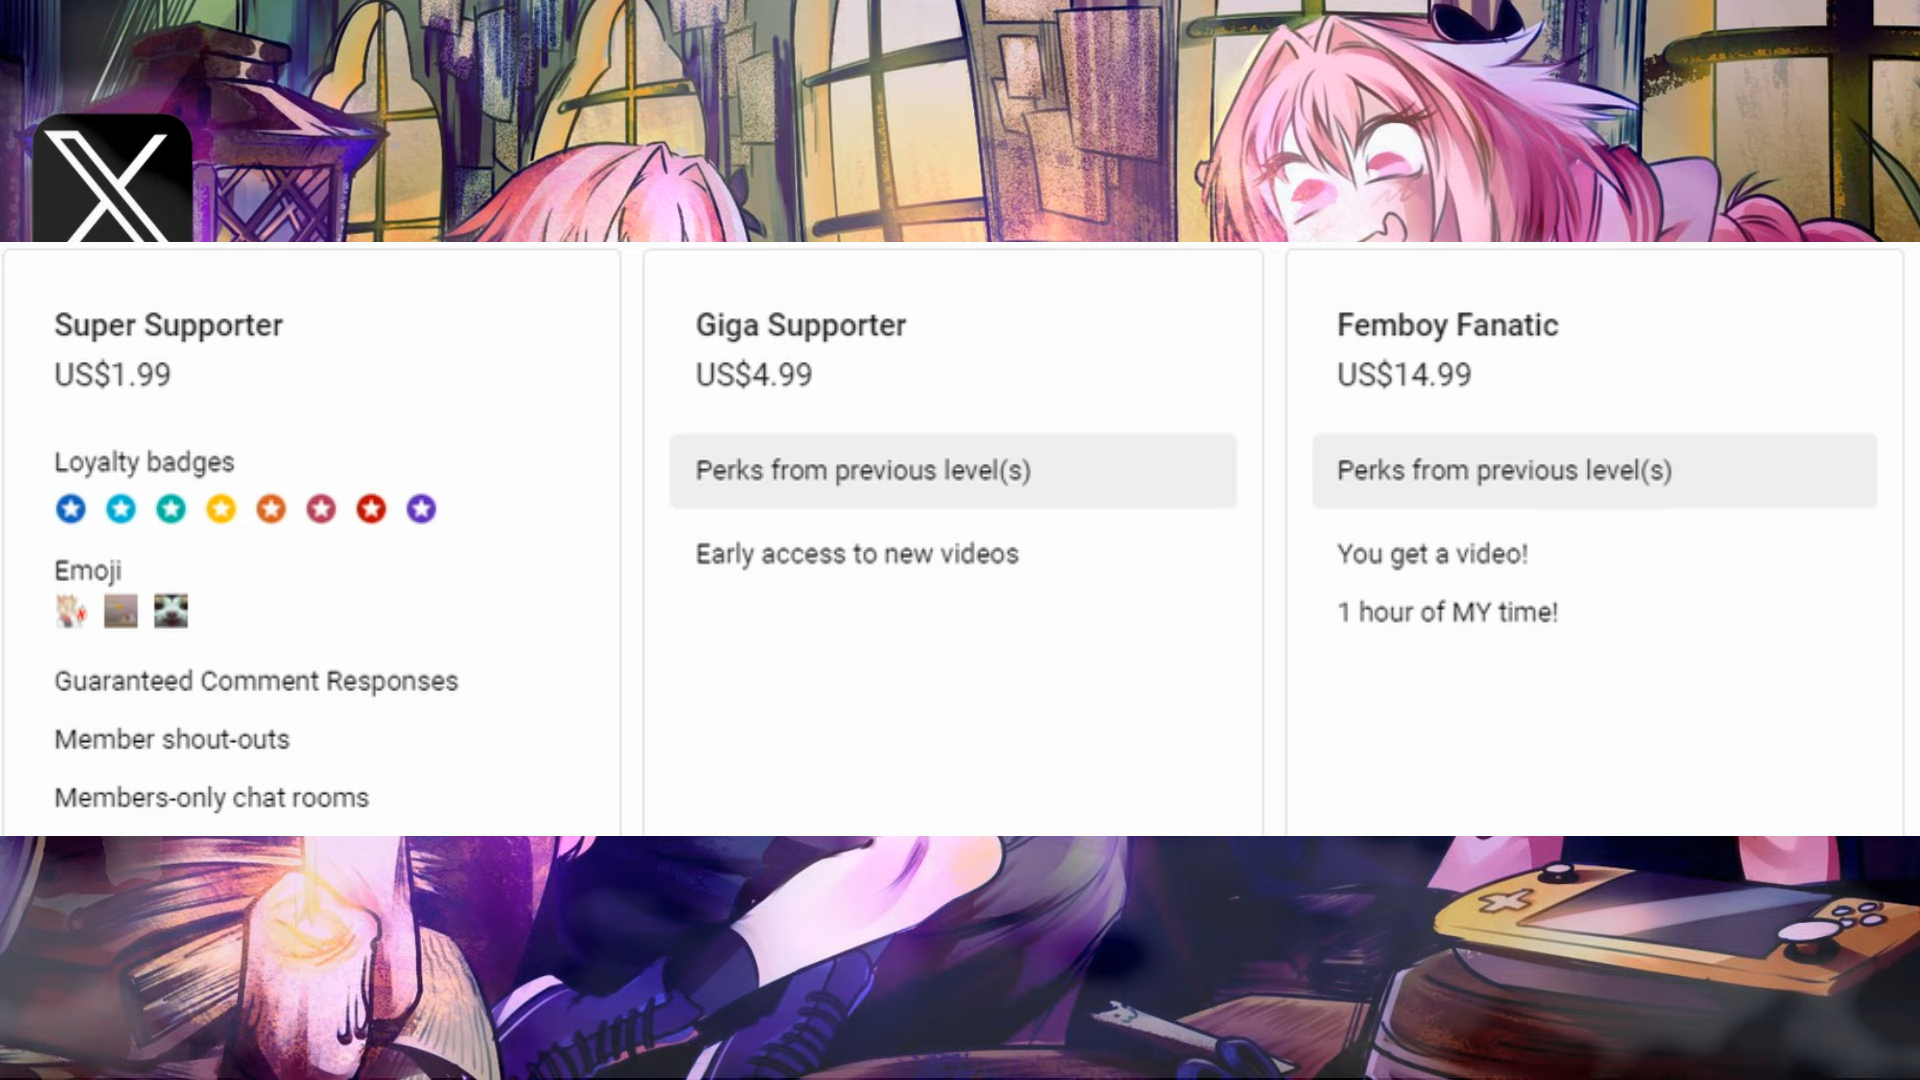 X
Super Supporter
US$1.99
Loyalty badges
Emoji
Guaranteed Comment Responses
Member shout-outs
Members-only chat rooms
Giga Supporter
US$4.99
Perks from previous level(s)
Early access to new videos
Femboy Fanatic
US$14.99
Perks from previous level(s)
You get a video!
1 hour of MY time!